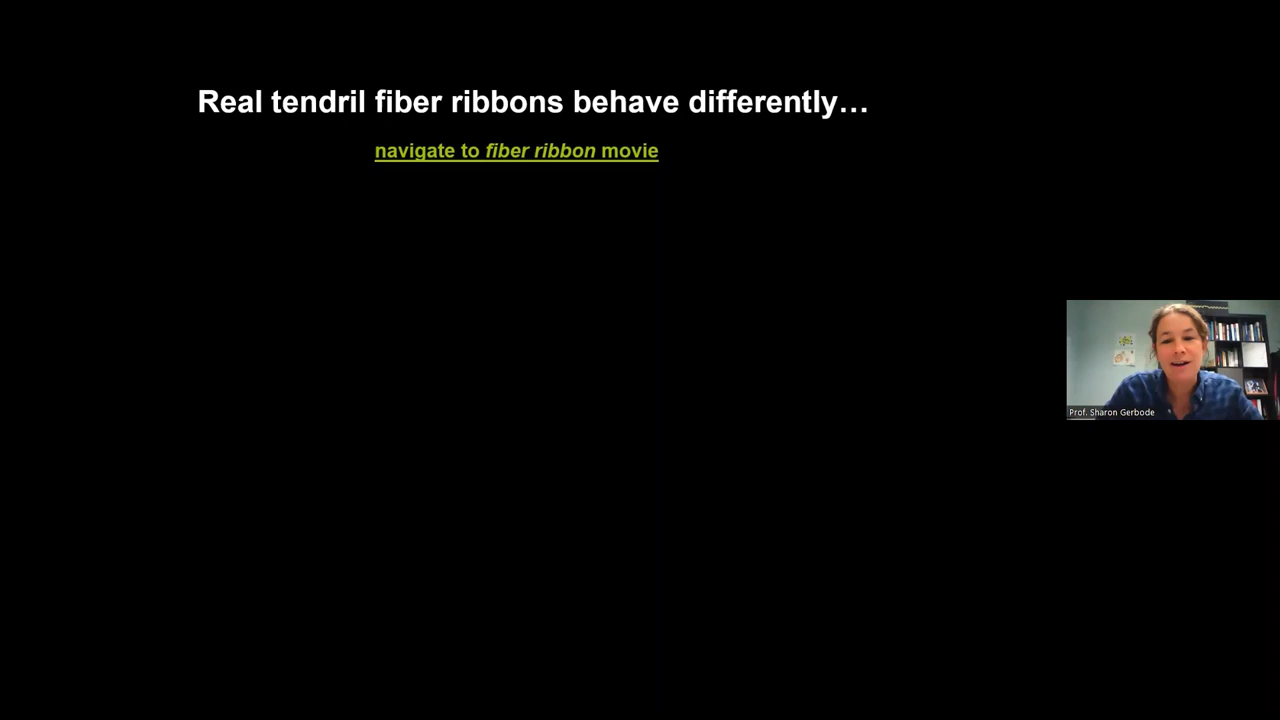 Real tendril fiber ribbons behave differently…
navigate to fiber ribbon movie
Prof. Sharon Gerbode